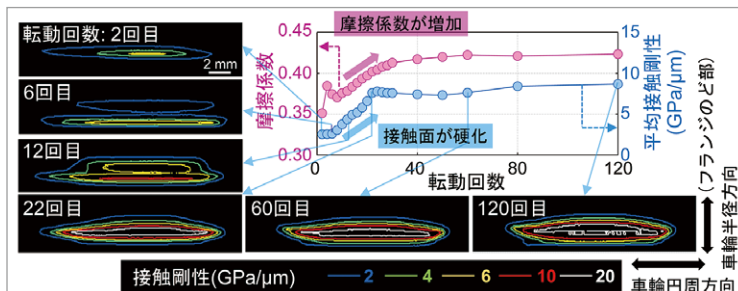 転動回数: 2回目
2 mm
6回目
12回目
22回目
60回目
120回目
0.45
0.40
0.35
0.30
摩擦係数
摩擦係数が増加
接触面が硬化
15
10
5
0
平均接触剛性
(GPa/μm)
0
40
80
120
転動回数
接触剛性(GPa/μm)
2
4
6
10
20
(フランジのど部)
車輪半径方向
車輪円周方向